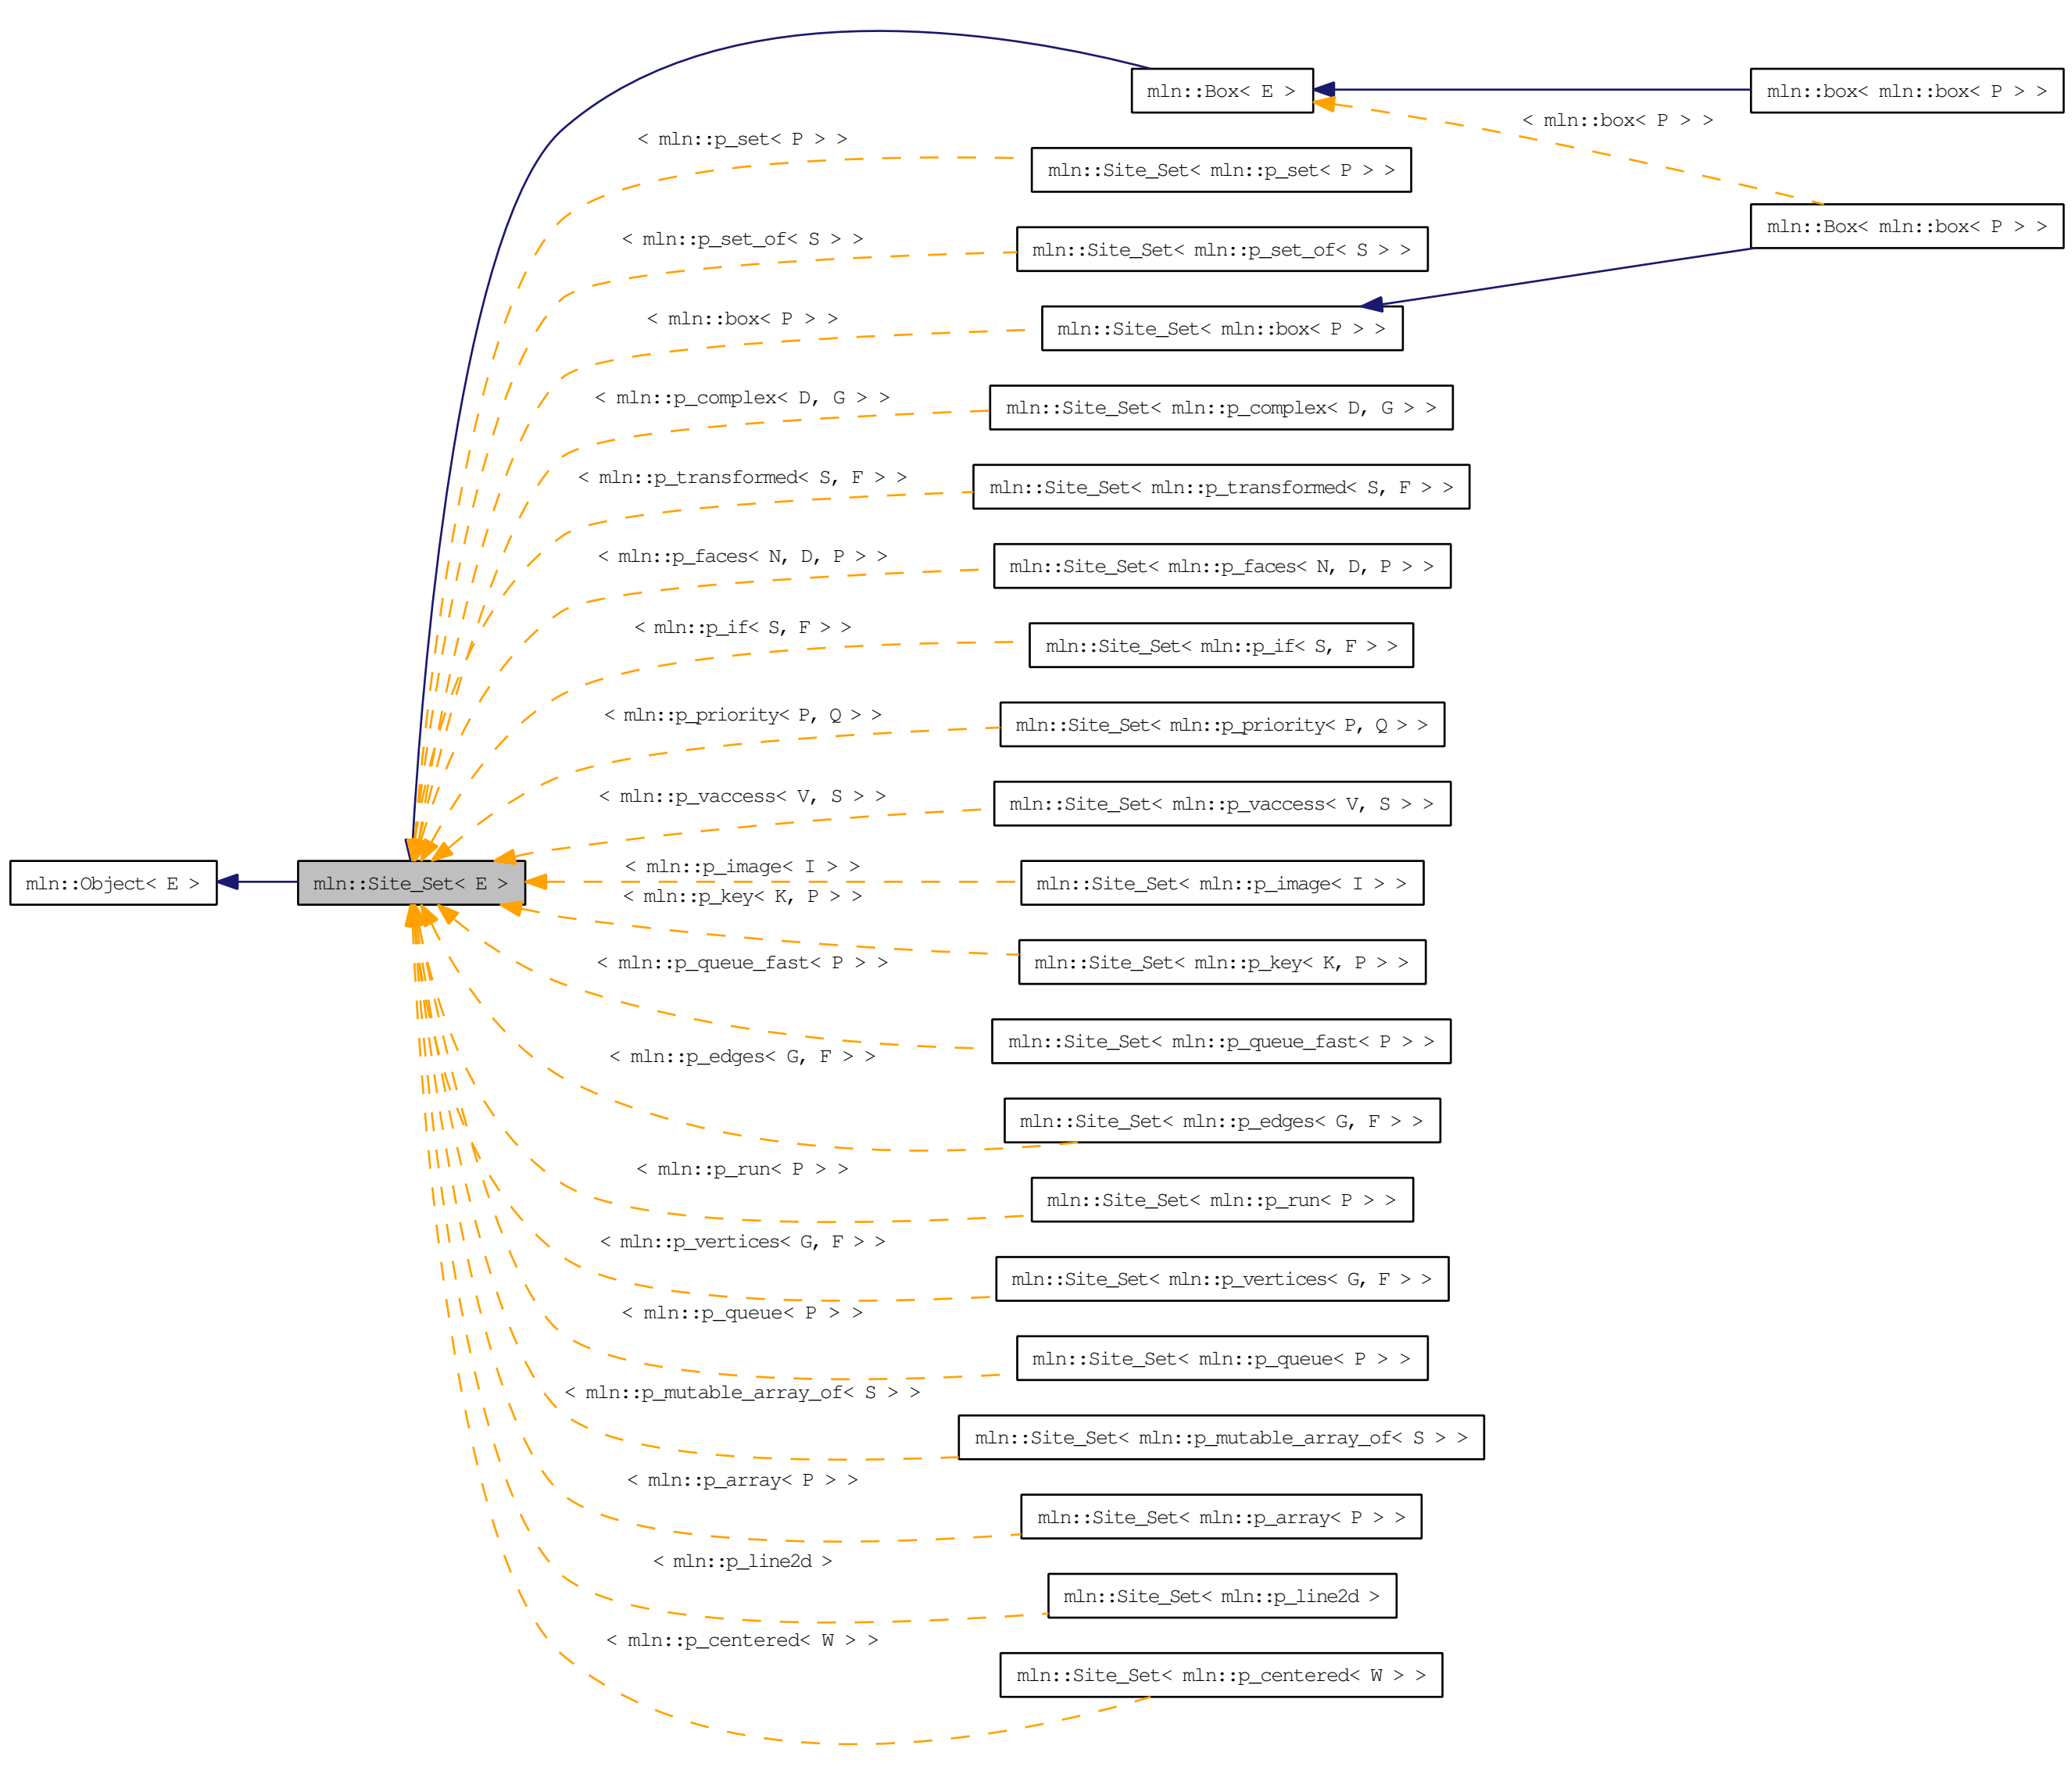 mln::Box< E >
mln::box< mln::box< P > >
< mln::box< P > >
< mln::p_set< P > >
mln::Site_Set< mln::p_set< P > >
mln::Box< mln::box< P > >
< mln::p_set_of< S > >
mln::Site_Set< mln::p_set_of< S > >
< mln::box< P > >
mln::Site_Set< mln::box< P > >
< mln::p_complex< D, G > >
mln::Site_Set< mln::p_complex< D, G > >
< mln::p_transformed< S, F > >
mln::Site_Set< mln::p_transformed< S, F > >
< mln::p_faces< N, D, P > >
mln::Site_Set< mln::p_faces< N, D, P > >
< mln::p_if< S, F > >
mln::Site_Set< mln::p_if< S, F > >
< mln::p_priority< P, Q > >
mln::Site_Set< mln::p_priority< P, Q > >
< mln::p_vaccess< V, S > >
mln::Site_Set< mln::p_vaccess< V, S > >
< mln::p_image< I > >
mln::Object< E >
mln::Site_Set< E >
mln::Site_Set< mln::p_image< I > >
< mln::p_key< K, P > >
mln::Site_Set< mln::p_key< K, P > >
< mln::p_queue_fast< P > >
mln::Site_Set< mln::p_queue_fast< P > >
< mln::p_edges< G, F > >
mln::Site_Set< mln::p_edges< G, F > >
< mln::p_run< P > >
mln::Site_Set< mln::p_run< P > >
< mln::p_vertices< G, F > >
mln::Site_Set< mln::p_vertices< G, F > >
< mln::p_queue< P > >
mln::Site_Set< mln::p_queue< P > >
< mln::p_mutable_array_of< S > >
mln::Site_Set< mln::p_mutable_array_of< S > >
< mln::p_array< P > >
mln::Site_Set< mln::p_array< P > >
< mln::p_line2d >
mln::Site_Set< mln::p_line2d >
< mln::p_centered< W > >
mln::Site_Set< mln::p_centered< W > >